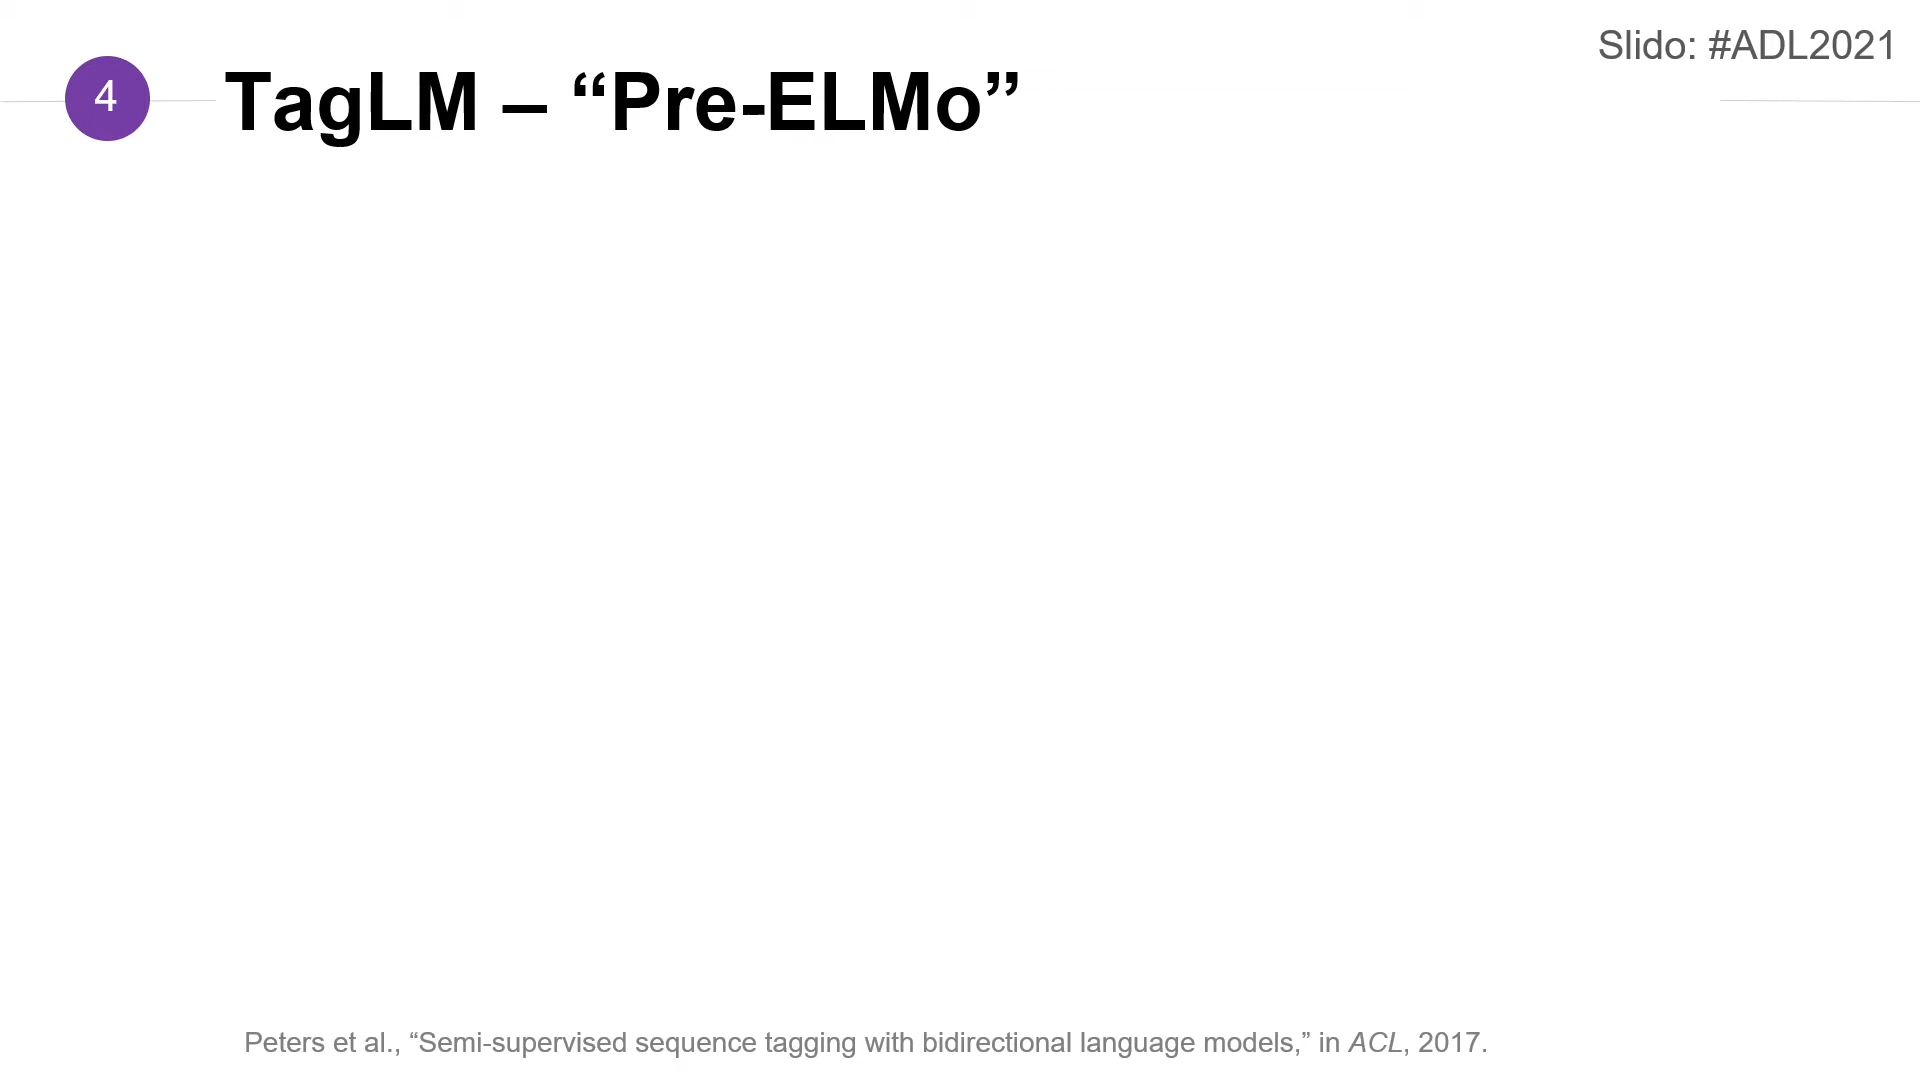 Slido: #ADL2021
4
TagLM – “Pre-ELMo”
Peters et al., “Semi-supervised sequence tagging with bidirectional language models,” in ACL, 2017.